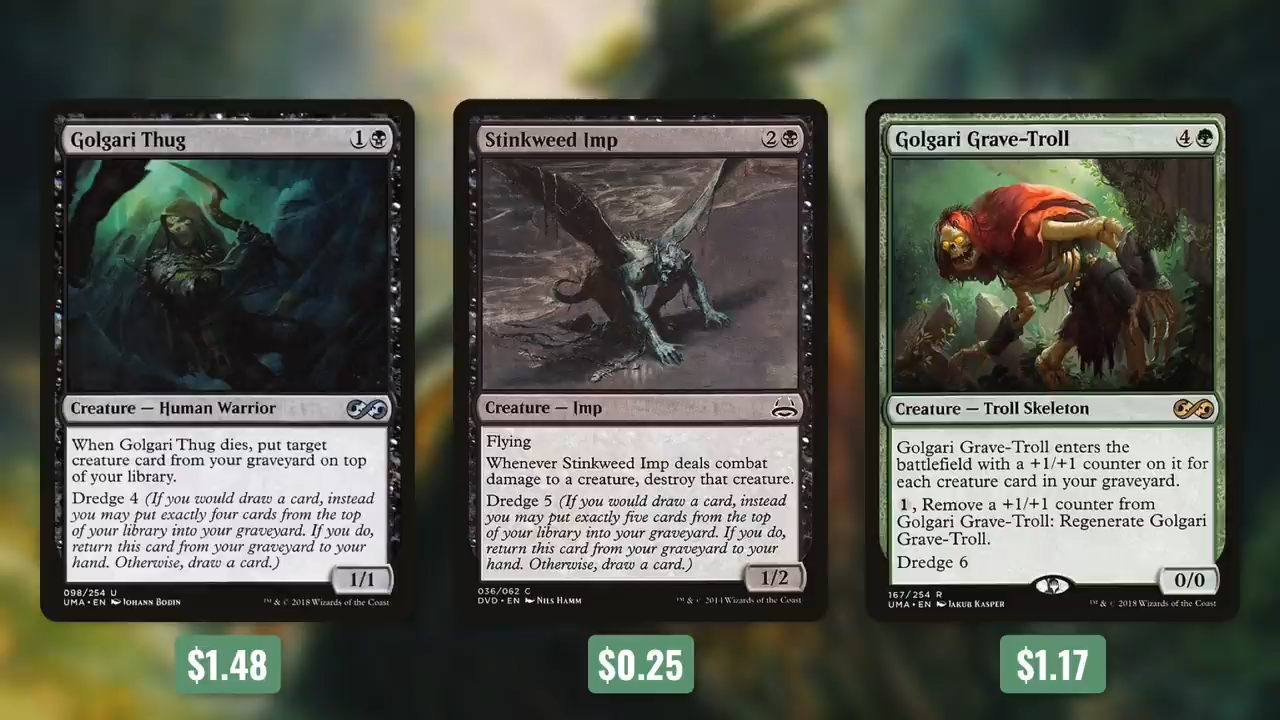 Golgari Thug 1
Creature — Human Warrior
When Golgari Thug dies, put target
creature card from your graveyard on top
of your library.
Dredge 4 (If you would draw a card, instead
you may put exactly four cards from the top
of your library into your graveyard. If you do,
return this card from your graveyard to your
hand. Otherwise, draw a card.)
1/1
098/254 U
UMA • EN Johann Bodin
™ & © 2018 Wizards of the Coast
$1.48
Stinkweed Imp 2
Creature — Imp
Flying
Whenever Stinkweed Imp deals combat
damage to a creature, destroy that creature.
Dredge 5 (If you would draw a card, instead
you may put exactly five cards from the top
of your library into your graveyard. If you do,
return this card from your graveyard to your
hand. Otherwise, draw a card.)
1/2
036/062 C
DVD • EN Nils Hamm
™ & © 2014 Wizards of the Coast
$0.25
Golgari Grave-Troll 4
Creature — Troll Skeleton
Golgari Grave-Troll enters the
battlefield with a +1/+1 counter on it for
each creature card in your graveyard.
1, Remove a +1/+1 counter from
Golgari Grave-Troll: Regenerate Golgari
Grave-Troll.
Dredge 6
0/0
167/254 R
UMA • EN Jakub Kasper
™ & © 2018 Wizards of the Coast
$1.17